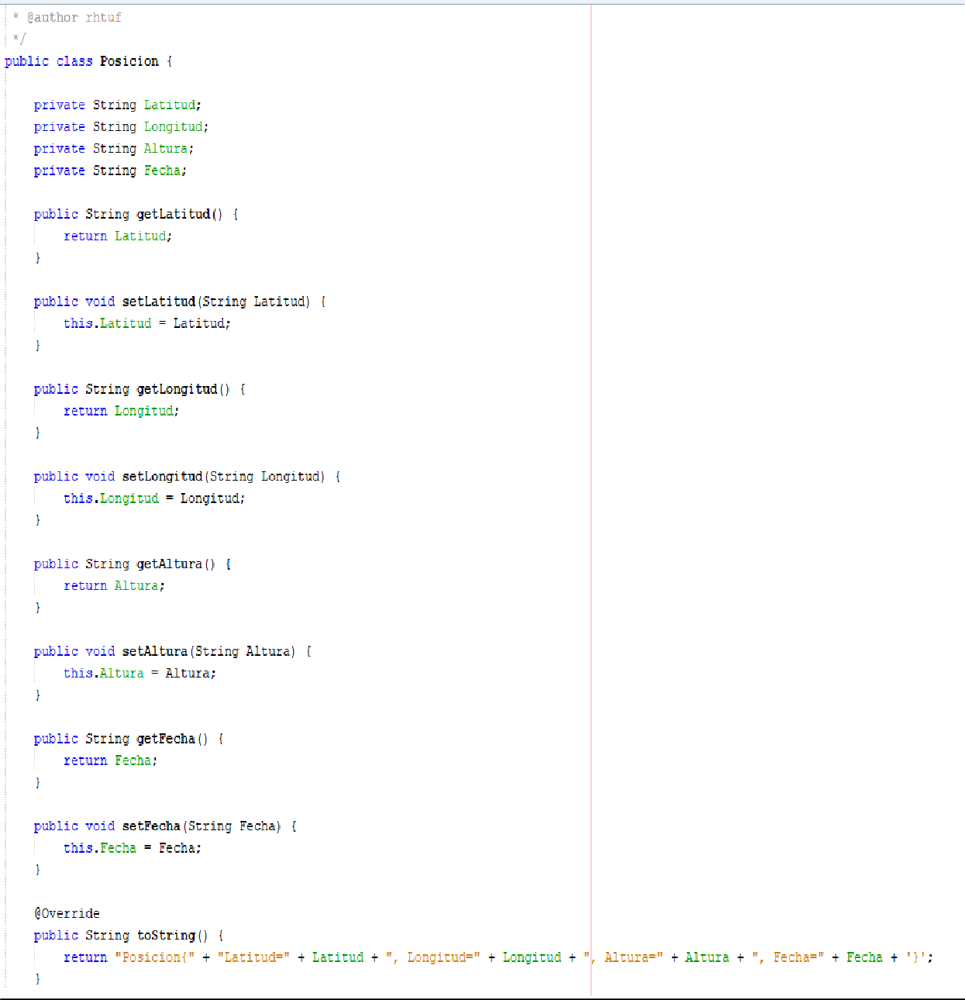 * @author rhtuf
*/
public class Posicion {
private String Latitud;
private String Longitud;
private String Altura;
private String Fecha;
public String getLatitud() {
return Latitud;
}
public void setLatitud(String Latitud) {
this.Latitud = Latitud;
}
public String getLongitud() {
return Longitud;
}
public void setLongitud(String Longitud) {
this.Longitud = Longitud;
}
public String getAltura() {
return Altura;
}
public void setAltura(String Altura) {
this.Altura = Altura;
}
public String getFecha() {
return Fecha;
}
public void setFecha(String Fecha) {
this.Fecha = Fecha;
}
@Override
public String toString() {
return "Posicion{" + "Latitud=" + Latitud + ", Longitud=" + Longitud + ", Altura=" + Altura + ", Fecha=" + Fecha + '}';
}